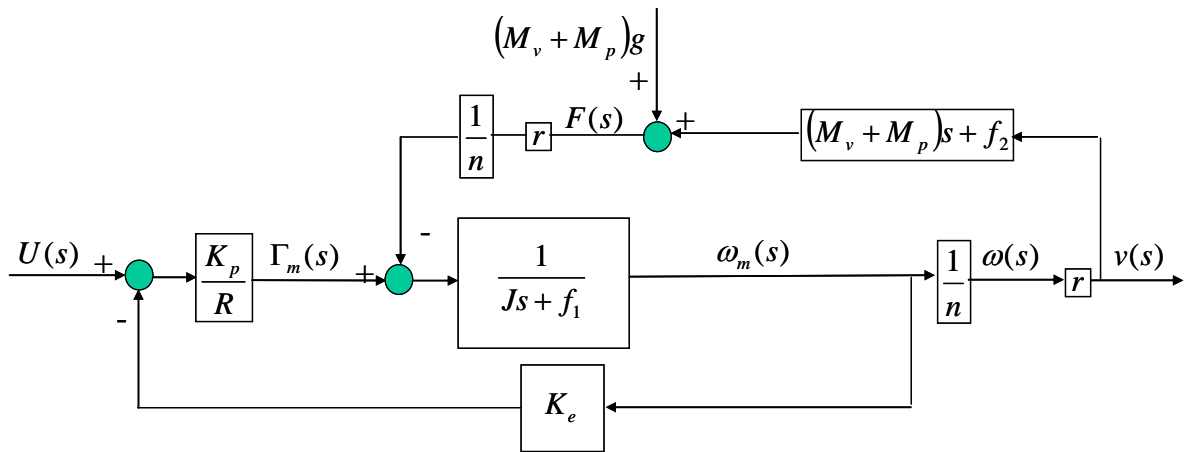 (M_v + M_p)g
+
1/n
r
F(s)
+
(M_v + M_p)s + f_2
-
U(s)
+
K_p/R
Γ_m(s)
+
1/(Js + f_1)
ω_m(s)
1/n
ω(s)
r
v(s)
-
K_e